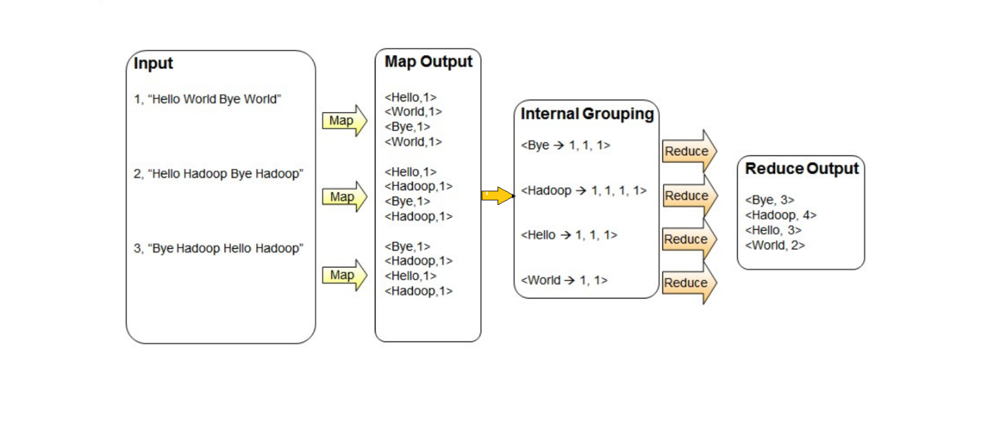 Input
1, “Hello World Bye World”
2, “Hello Hadoop Bye Hadoop”
3, “Bye Hadoop Hello Hadoop”
Map
Map
Map
Map Output
<Hello,1>
<World,1>
<Bye,1>
<World,1>
<Hello,1>
<Hadoop,1>
<Bye,1>
<Hadoop,1>
<Bye,1>
<Hadoop,1>
<Hello,1>
<Hadoop,1>
Internal Grouping
<Bye → 1, 1, 1>
<Hadoop → 1, 1, 1, 1>
<Hello → 1, 1, 1>
<World → 1, 1>
Reduce
Reduce
Reduce
Reduce
Reduce Output
<Bye, 3>
<Hadoop, 4>
<Hello, 3>
<World, 2>